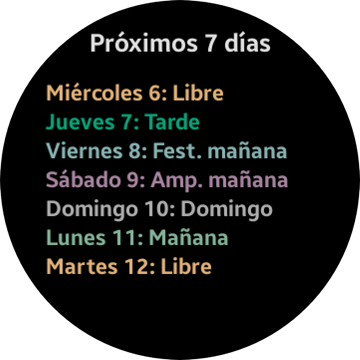 Próximos 7 días
Miércoles 6: Libre
Jueves 7: Tarde
Viernes 8: Fest. mañana
Sábado 9: Amp. mañana
Domingo 10: Domingo
Lunes 11: Mañana
Martes 12: Libre